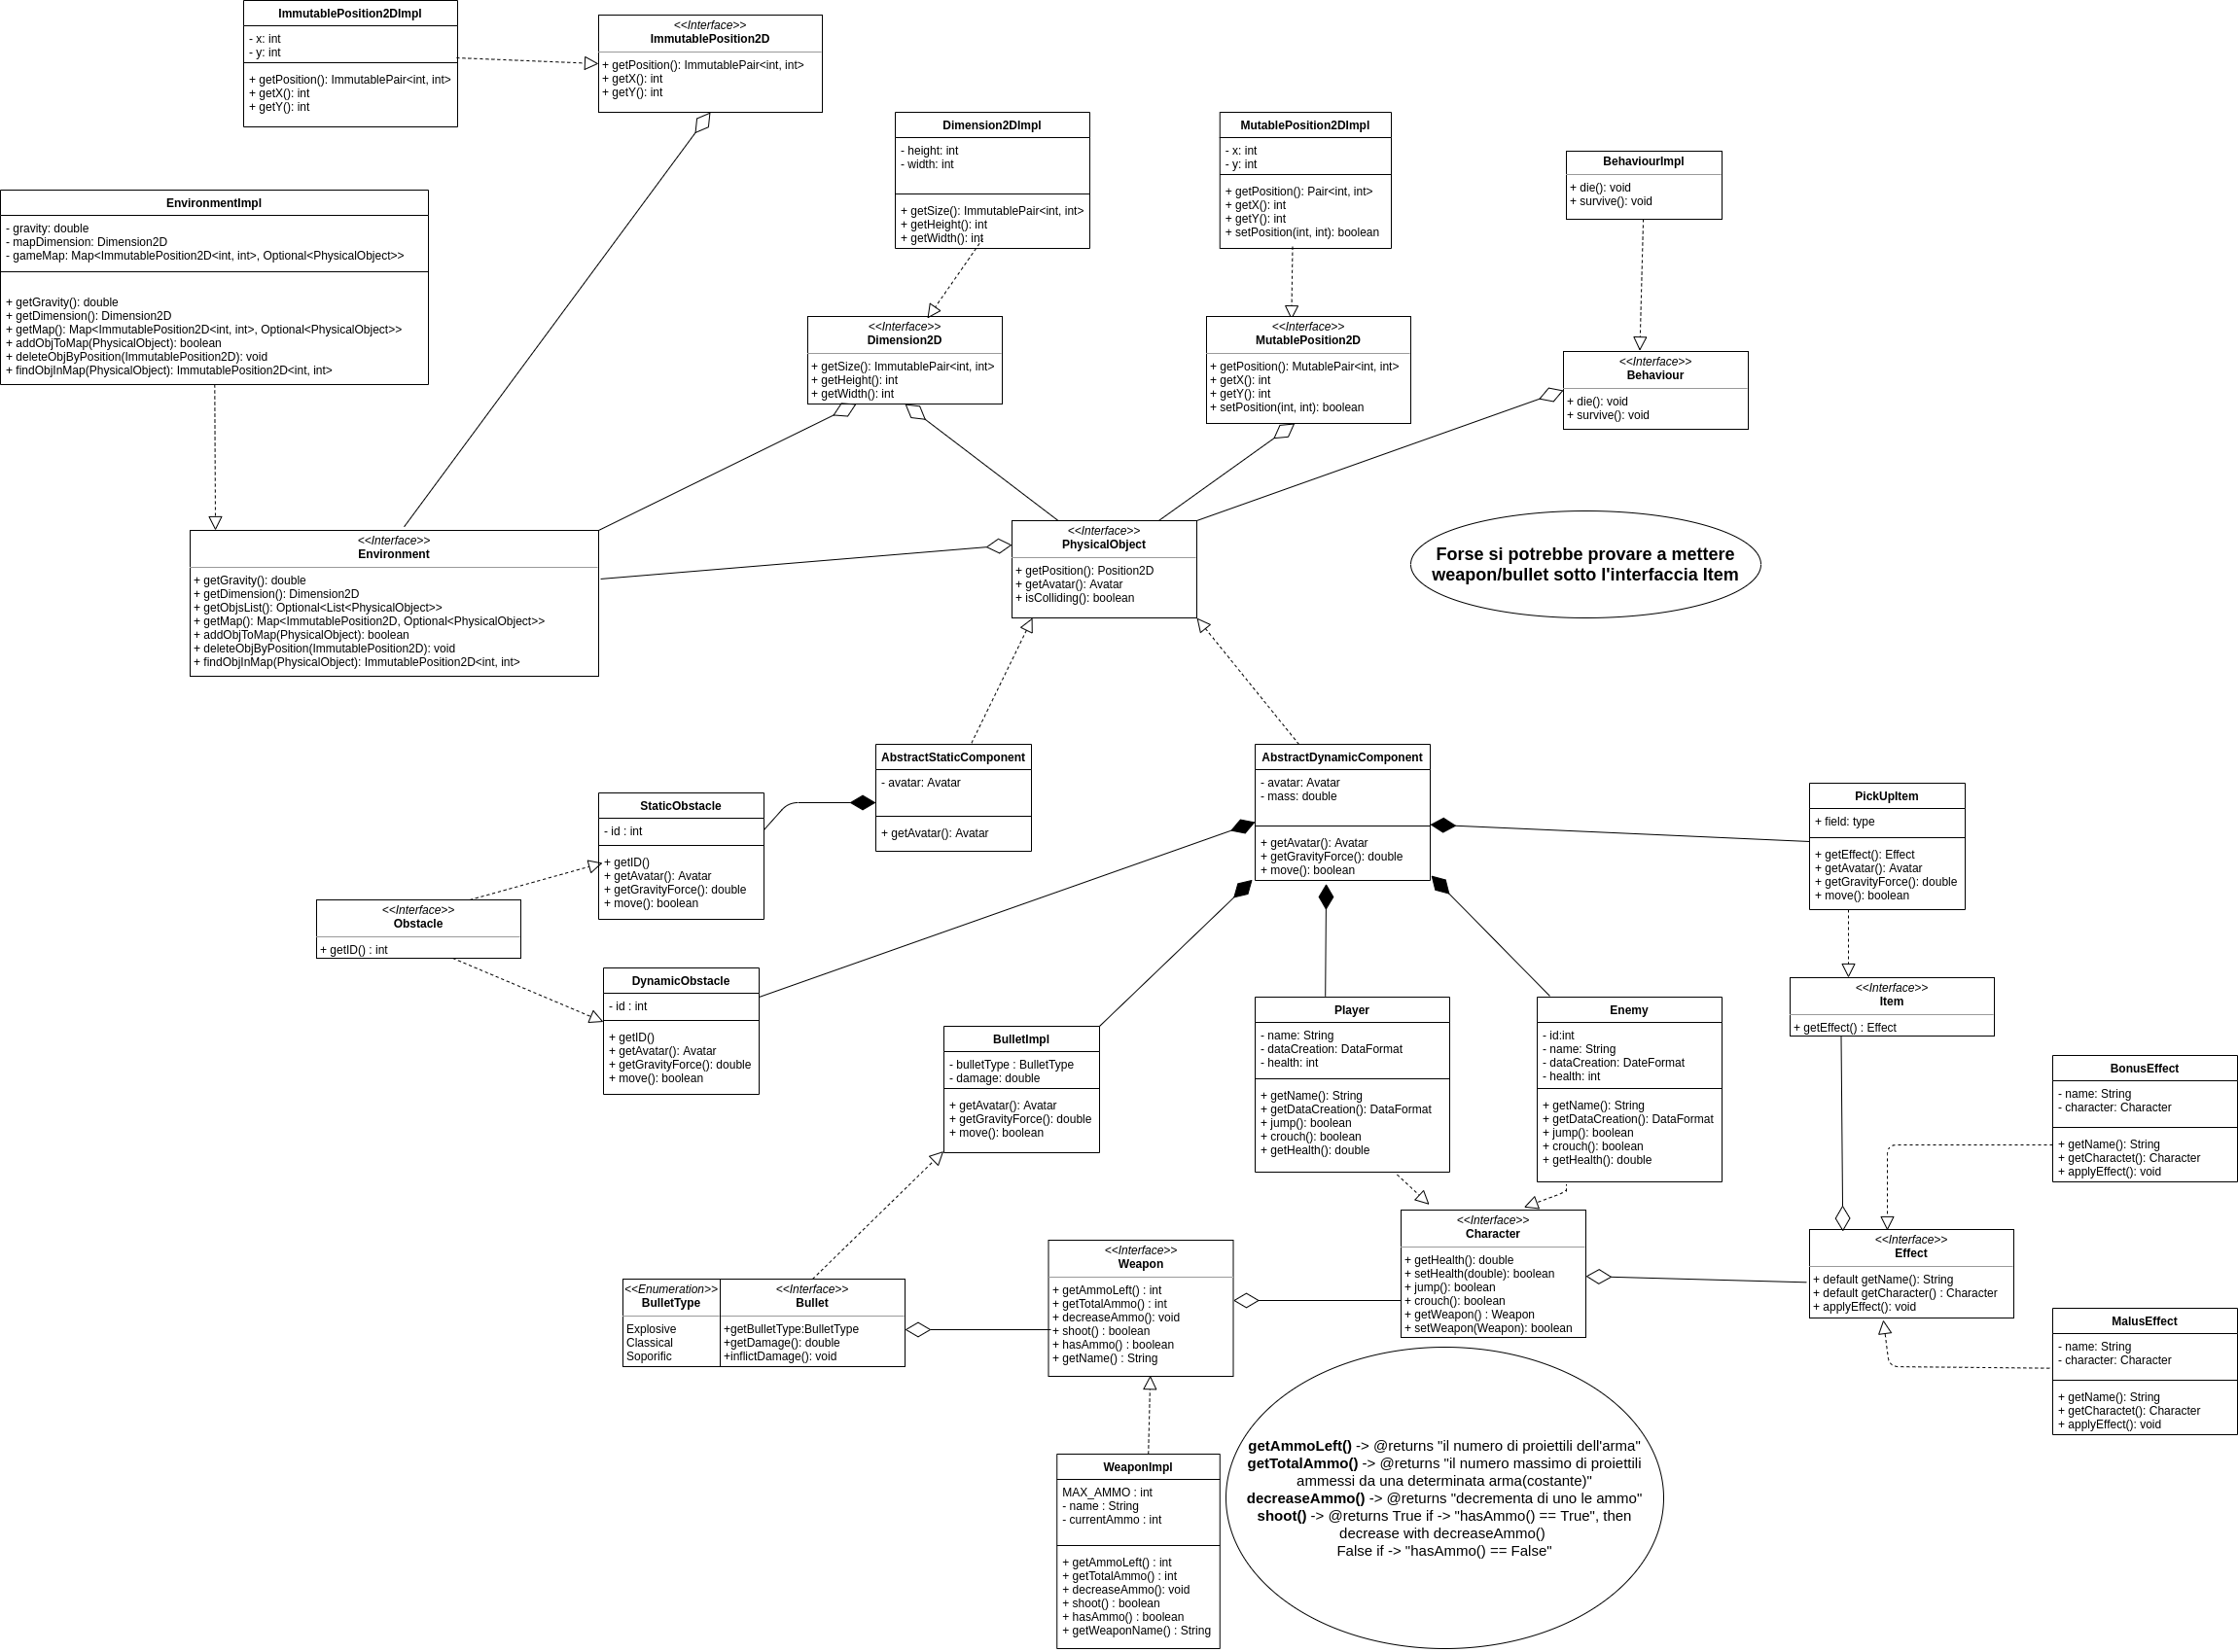 ImmutablePosition2DImpl
- x: int
- y: int
+ getPosition(): ImmutablePair<int, int>
+ getX(): int
+ getY(): int
<<Interface>>
ImmutablePosition2D
+ getPosition(): ImmutablePair<int, int>
+ getX(): int
+ getY(): int
Dimension2DImpl
- height: int
- width: int
+ getSize(): ImmutablePair<int, int>
+ getHeight(): int
+ getWidth(): int
MutablePosition2DImpl
- x: int
- y: int
+ getPosition(): Pair<int, int>
+ getX(): int
+ getY(): int
+ setPosition(int, int): boolean
BehaviourImpl
+ die(): void
+ survive(): void
EnvironmentImpl
- gravity: double
- mapDimension: Dimension2D
- gameMap: Map<ImmutablePosition2D<int, int>, Optional<PhysicalObject>>
+ getGravity(): double
+ getDimension(): Dimension2D
+ getMap(): Map<ImmutablePosition2D<int, int>, Optional<PhysicalObject>>
+ addObjToMap(PhysicalObject): boolean
+ deleteObjByPosition(ImmutablePosition2D): void
+ findObjInMap(PhysicalObject): ImmutablePosition2D<int, int>
<<Interface>>
Dimension2D
+ getSize(): ImmutablePair<int, int>
+ getHeight(): int
+ getWidth(): int
<<Interface>>
MutablePosition2D
+ getPosition(): MutablePair<int, int>
+ getX(): int
+ getY(): int
+ setPosition(int, int): boolean
<<Interface>>
Behaviour
+ die(): void
+ survive(): void
<<Interface>>
Environment
+ getGravity(): double
+ getDimension(): Dimension2D
+ getObjsList(): Optional<List<PhysicalObject>>
+ getMap(): Map<ImmutablePosition2D, Optional<PhysicalObject>>
+ addObjToMap(PhysicalObject): boolean
+ deleteObjByPosition(ImmutablePosition2D): void
+ findObjInMap(PhysicalObject): ImmutablePosition2D<int, int>
<<Interface>>
PhysicalObject
+ getPosition(): Position2D
+ getAvatar(): Avatar
+ isColliding(): boolean
Forse si potrebbe provare a mettere
weapon/bullet sotto l'interfaccia Item
AbstractStaticComponent
- avatar: Avatar
+ getAvatar(): Avatar
AbstractDynamicComponent
- avatar: Avatar
- mass: double
+ getAvatar(): Avatar
+ getGravityForce(): double
+ move(): boolean
PickUpItem
+ field: type
+ getEffect(): Effect
+ getAvatar(): Avatar
+ getGravityForce(): double
+ move(): boolean
StaticObstacle
- id : int
+ getID()
+ getAvatar(): Avatar
+ getGravityForce(): double
+ move(): boolean
<<Interface>>
Obstacle
+ getID() : int
DynamicObstacle
- id : int
+ getID()
+ getAvatar(): Avatar
+ getGravityForce(): double
+ move(): boolean
BulletImpl
- bulletType : BulletType
- damage: double
+ getAvatar(): Avatar
+ getGravityForce(): double
+ move(): boolean
Player
- name: String
- dataCreation: DataFormat
- health: int
+ getName(): String
+ getDataCreation(): DataFormat
+ jump(): boolean
+ crouch(): boolean
+ getHealth(): double
Enemy
- id:int
- name: String
- dataCreation: DateFormat
- health: int
+ getName(): String
+ getDataCreation(): DataFormat
+ jump(): boolean
+ crouch(): boolean
+ getHealth(): double
<<Interface>>
Item
+ getEffect() : Effect
BonusEffect
- name: String
- character: Character
+ getName(): String
+ getCharactet(): Character
+ applyEffect(): void
<<Enumeration>>
BulletType
Explosive
Classical
Soporific
<<Interface>>
Bullet
+getBulletType:BulletType
+getDamage(): double
+inflictDamage(): void
<<Interface>>
Weapon
+ getAmmoLeft() : int
+ getTotalAmmo() : int
+ decreaseAmmo(): void
+ shoot() : boolean
+ hasAmmo() : boolean
+ getName() : String
<<Interface>>
Character
+ getHealth(): double
+ setHealth(double): boolean
+ jump(): boolean
+ crouch(): boolean
+ getWeapon() : Weapon
+ setWeapon(Weapon): boolean
<<Interface>>
Effect
+ default getName(): String
+ default getCharacter() : Character
+ applyEffect(): void
MalusEffect
- name: String
- character: Character
+ getName(): String
+ getCharactet(): Character
+ applyEffect(): void
WeaponImpl
MAX_AMMO : int
- name : String
- currentAmmo : int
+ getAmmoLeft() : int
+ getTotalAmmo() : int
+ decreaseAmmo(): void
+ shoot() : boolean
+ hasAmmo() : boolean
+ getWeaponName() : String
getAmmoLeft() -> @returns "il numero di proiettili dell'arma"
getTotalAmmo() -> @returns "il numero massimo di proiettili
ammessi da una determinata arma(costante)"
decreaseAmmo() -> @returns "decrementa di uno le ammo"
shoot() -> @returns True if -> "hasAmmo() == True", then
decrease with decreaseAmmo()
False if -> "hasAmmo() == False"